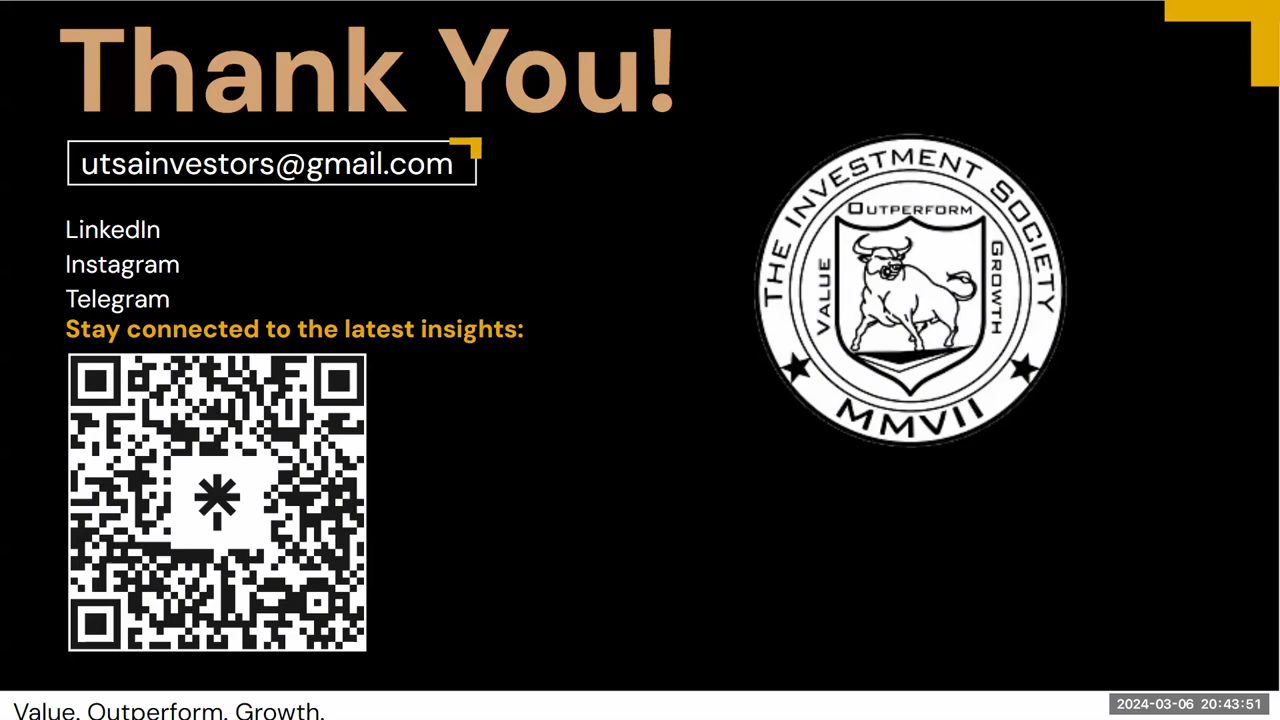 Thank You!
utsainvestors@gmail.com
LinkedIn
Instagram
Telegram
Stay connected to the latest insights:
THE INVESTMENT SOCIETY
OUTPERFORM
VALUE
GROWTH
MMVII
Value. Outperform. Growth.
2024-03-06 20:43:51